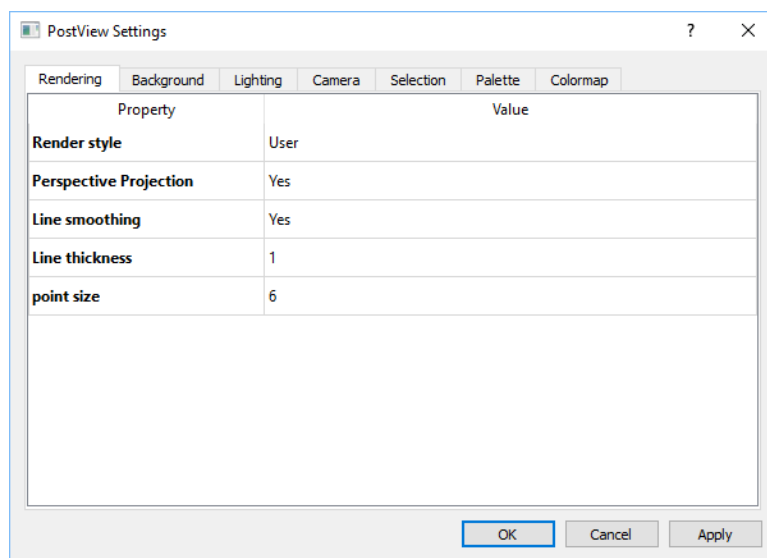 PostView Settings ?
Rendering Background Lighting Camera Selection Palette Colormap
Property Value
Render style User
Perspective Projection Yes
Line smoothing Yes
Line thickness 1
point size 6
OK Cancel Apply